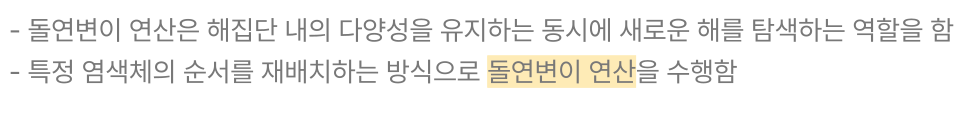 - 돌연변이 연산은 해집단 내의 다양성을 유지하는 동시에 새로운 해를 탐색하는 역할을 함
- 특정 염색체의 순서를 재배치하는 방식으로 돌연변이 연산을 수행함